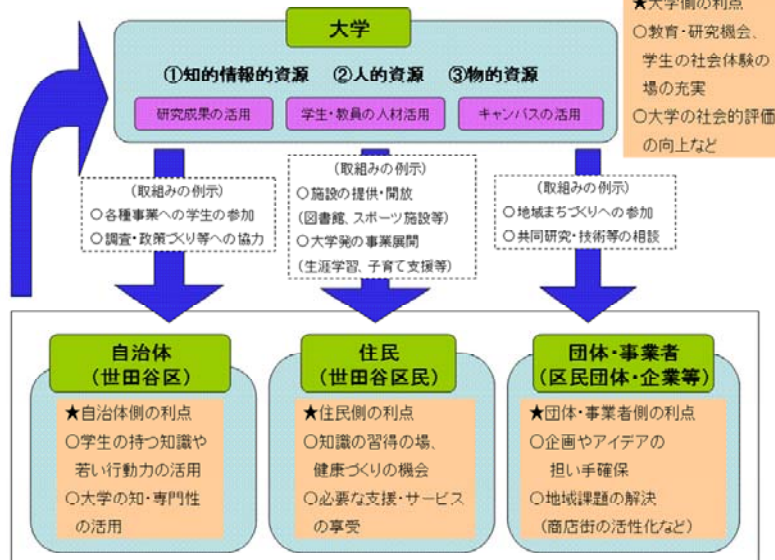 大学
①知的情報的資源 ②人的資源 ③物的資源
研究成果の活用
学生・教員の人材活用
キャンパスの活用
★大学側の利点
○教育・研究機会、
学生の社会体験の
場の充実
○大学の社会的評価
の向上など
(取組みの例示)
○各種事業への学生の参加
○調査・政策づくり等への協力
(取組みの例示)
○施設の提供・開放
(図書館、スポーツ施設等)
○大学発の事業展開
(生涯学習、子育て支援等)
(取組みの例示)
○地域まちづくりへの参加
○共同研究・技術等の相談
自治体
(世田谷区)
★自治体側の利点
○学生の持つ知識や
若い行動力の活用
○大学の知・専門性
の活用
住民
(世田谷区民)
★住民側の利点
○知識の習得の場、
健康づくりの機会
○必要な支援・サービス
の享受
団体・事業者
(区民団体・企業等)
★団体・事業者側の利点
○企画やアイデアの
担い手確保
○地域課題の解決
(商店街の活性化など)